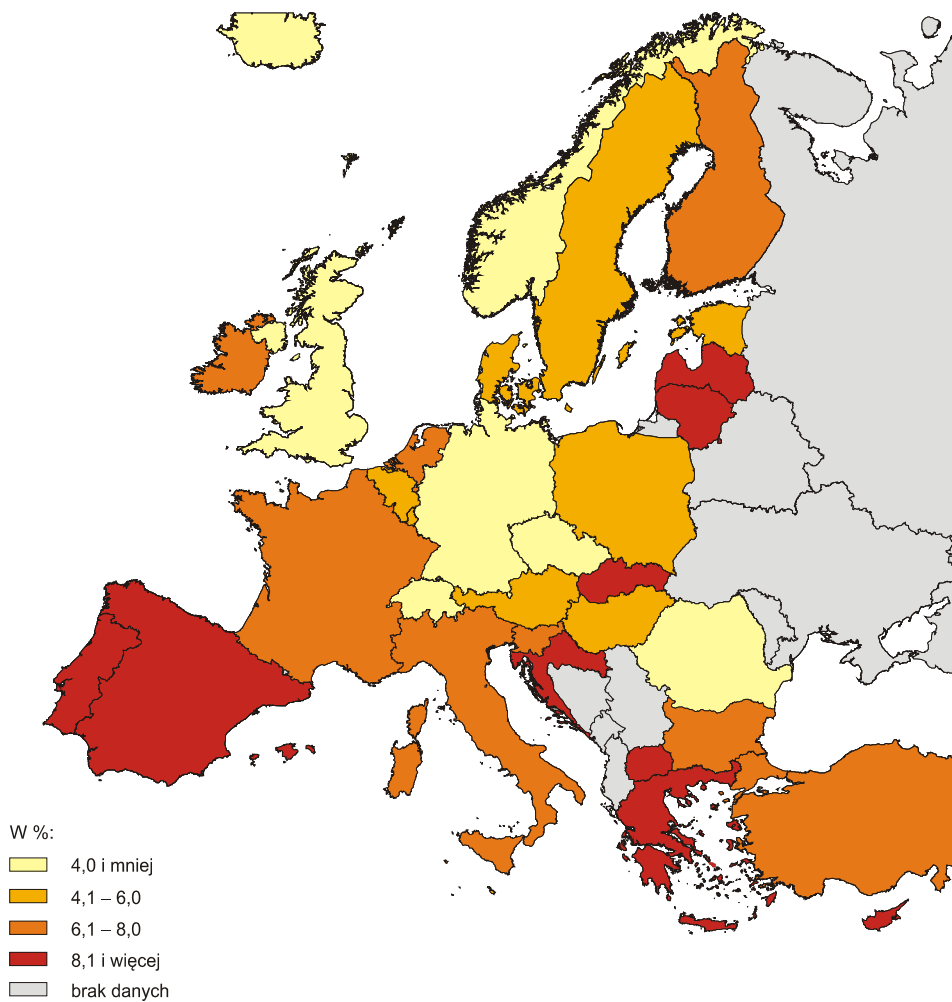 W %:
4,0 i mniej
4,1 – 6,0
6,1 – 8,0
8,1 i więcej
brak danych